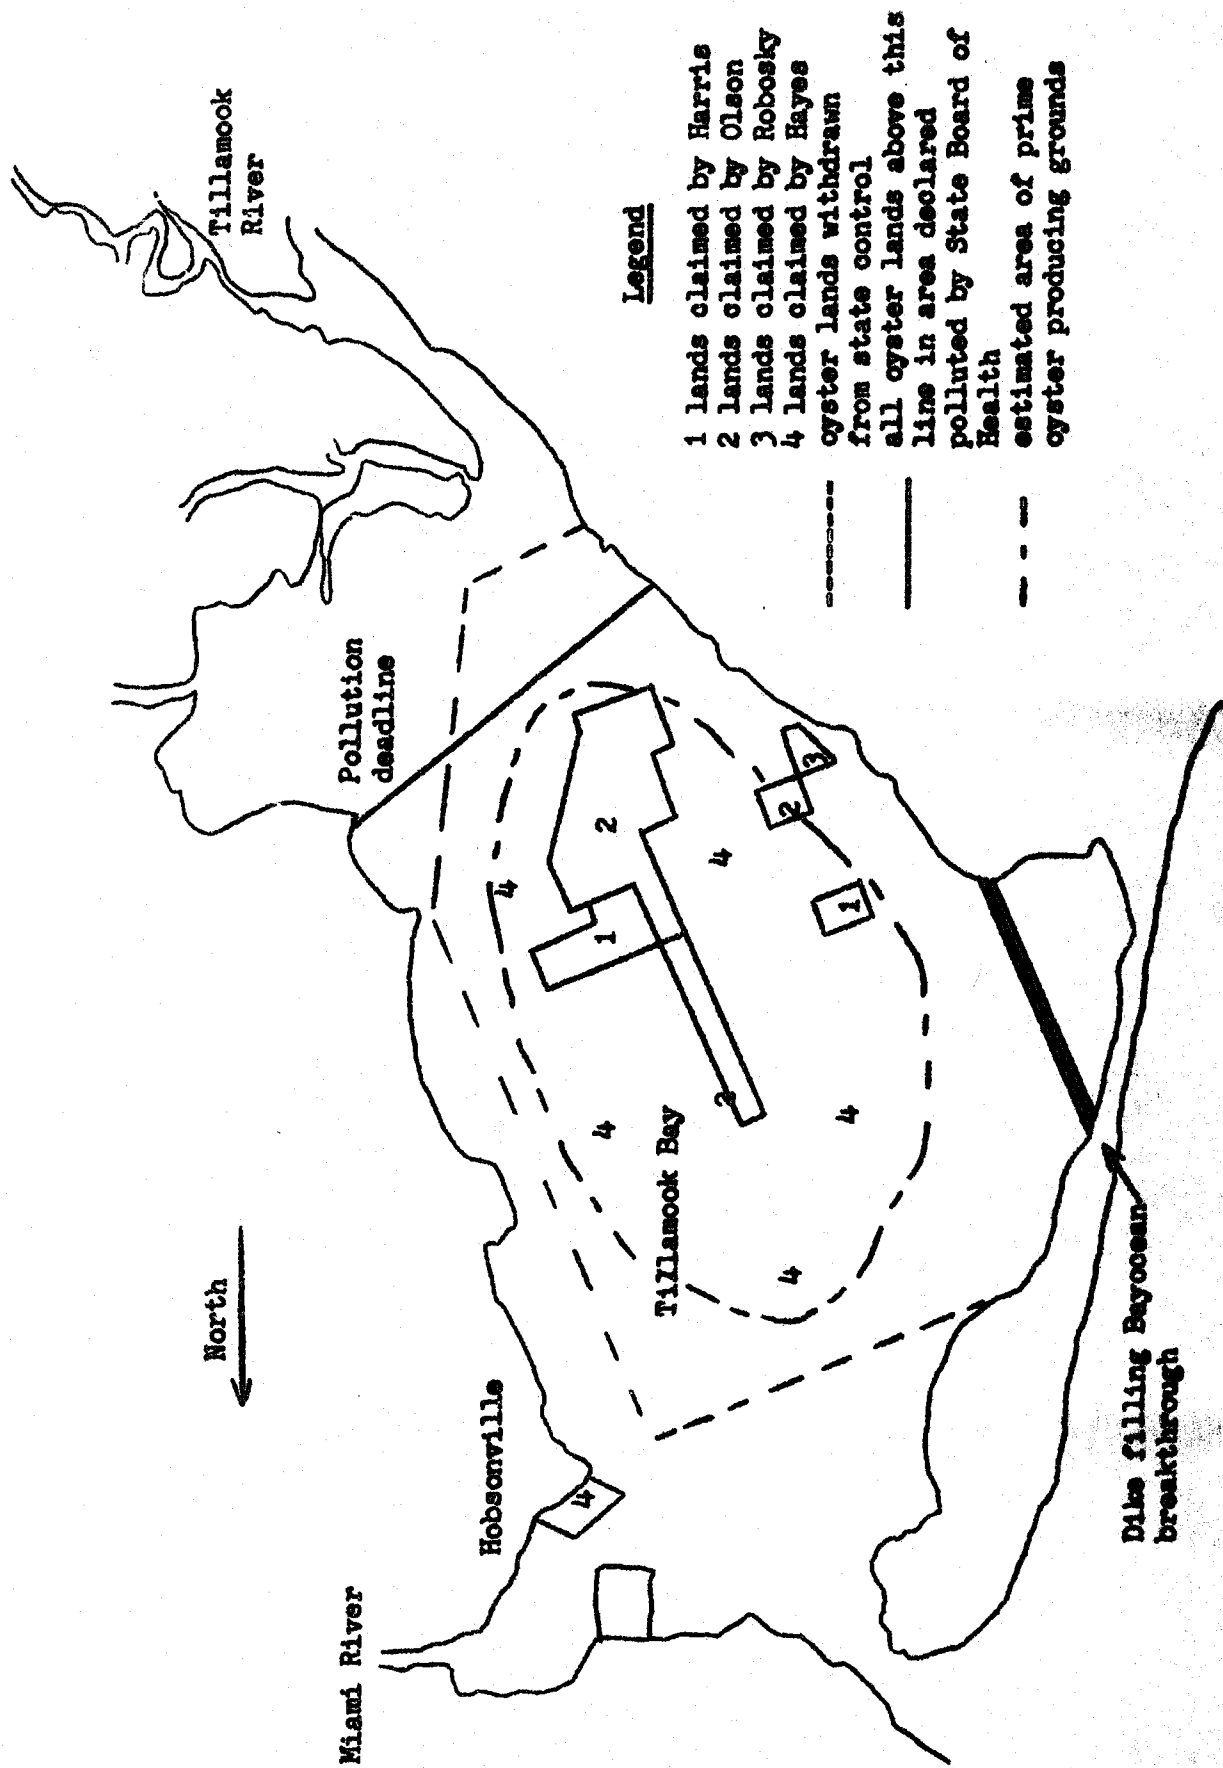 Miami River
Hobsonville
North
Pollution
deadline
Tillamook
River
Tillamook Bay
4
4
4
4
4
4
1
1
2
2
2
3
Dike filling Bayocean
breakthrough
Legend
1 lands claimed by Harris
2 lands claimed by Olson
3 lands claimed by Robosky
4 lands claimed by Hayes
oyster lands withdrawn
from state control
all oyster lands above this
line in area declared
polluted by State Board of
Health
estimated area of prime
oyster producing grounds